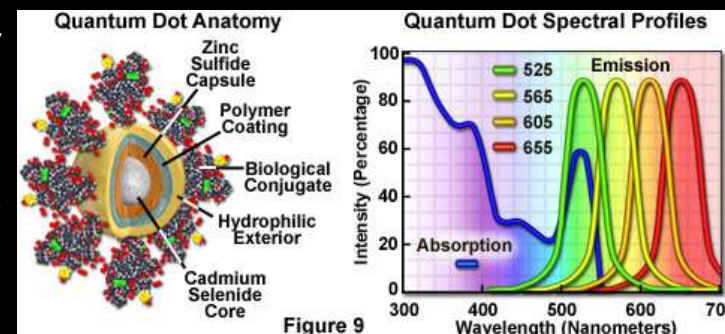 Quantum Dot Anatomy
Zinc
Sulfide
Capsule
Polymer
Coating
Biological
Conjugate
Hydrophilic
Exterior
Cadmium
Selenide
Core
Figure 9
Quantum Dot Spectral Profiles
Intensity (Percentage)
100
80
60
40
20
0
525
565
605
655
Emission
Absorption
300
400
500
600
Wavelength (Nanometers)